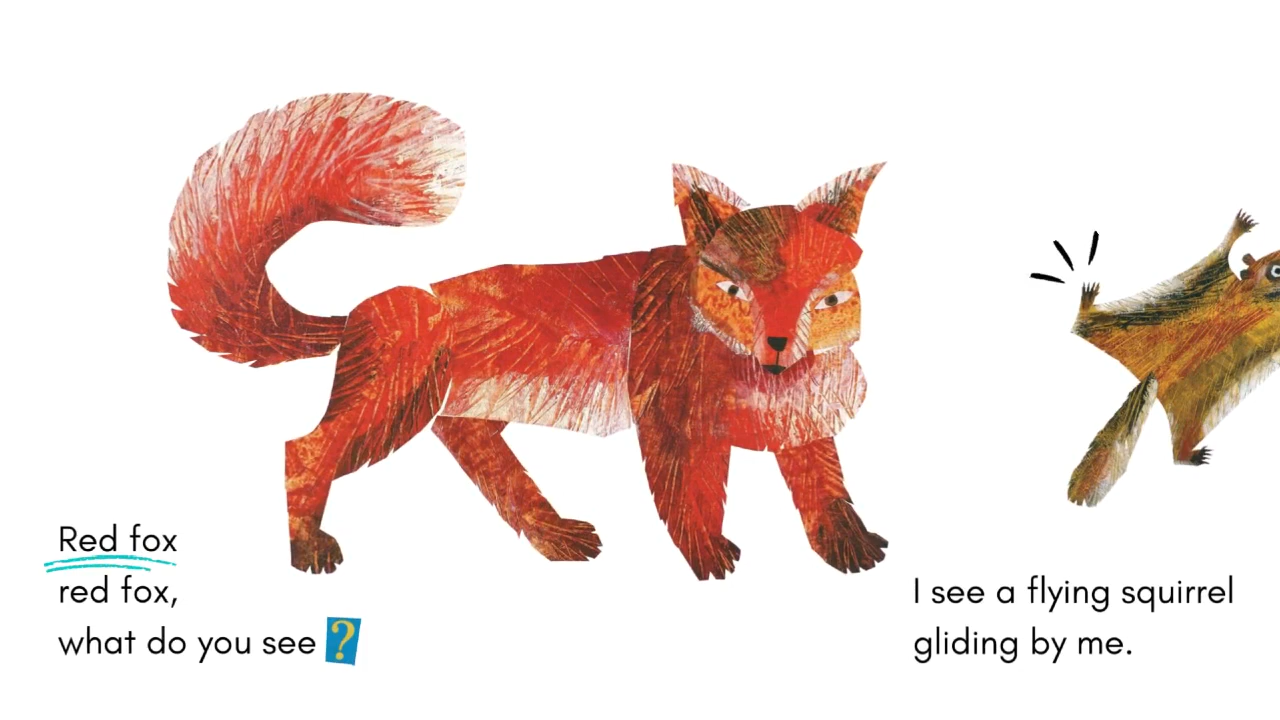 Red fox
red fox,
what do you see ?
I see a flying squirrel
gliding by me.